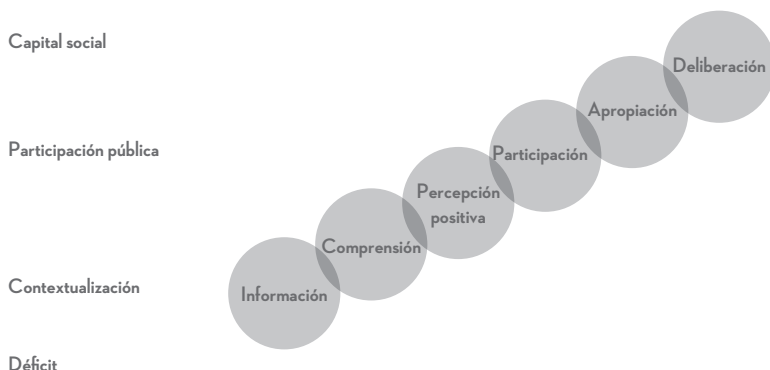 Capital social
Deliberación
Apropiación
Participación pública
Participación
Percepción
positiva
Comprensión
Contextualización
Información
Déficit